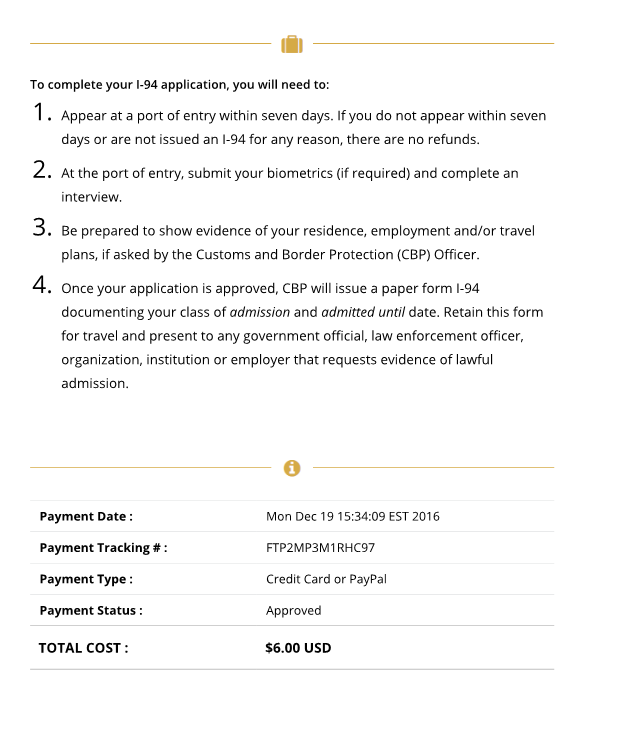 To complete your I-94 application, you will need to:
1. Appear at a port of entry within seven days. If you do not appear within seven
days or are not issued an I-94 for any reason, there are no refunds.
2. At the port of entry, submit your biometrics (if required) and complete an
interview.
3. Be prepared to show evidence of your residence, employment and/or travel
plans, if asked by the Customs and Border Protection (CBP) Officer.
4. Once your application is approved, CBP will issue a paper form I-94
documenting your class of admission and admitted until date. Retain this form
for travel and present to any government official, law enforcement officer,
organization, institution or employer that requests evidence of lawful
admission.
Payment Date : Mon Dec 19 15:34:09 EST 2016
Payment Tracking # : FTP2MP3M1RHC97
Payment Type : Credit Card or PayPal
Payment Status : Approved
TOTAL COST : $6.00 USD